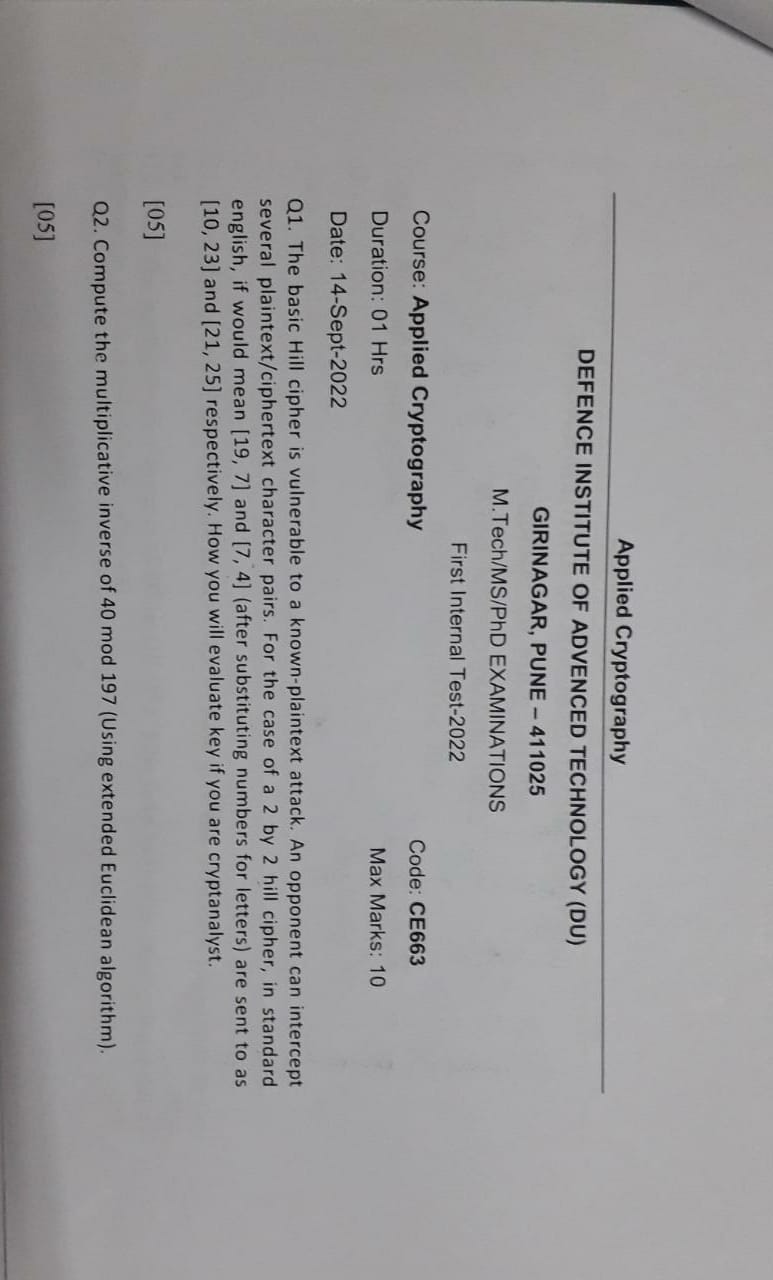 Applied Cryptography
DEFENCE INSTITUTE OF ADVENCED TECHNOLOGY (DU)
GIRINAGAR, PUNE – 411025
M.Tech/MS/PhD EXAMINATIONS
First Internal Test-2022
Course: Applied Cryptography Code: CE663
Duration: 01 Hrs Max Marks: 10
Date: 14-Sept-2022
Q1. The basic Hill cipher is vulnerable to a known-plaintext attack. An opponent can intercept
several plaintext/ciphertext character pairs. For the case of a 2 by 2 hill cipher, in standard
english, if would mean [19, 7] and [7, 4] (after substituting numbers for letters) are sent to as
[10, 23] and [21, 25] respectively. How you will evaluate key if you are cryptanalyst.
[05]
Q2. Compute the multiplicative inverse of 40 mod 197 (Using extended Euclidean algorithm).
[05]